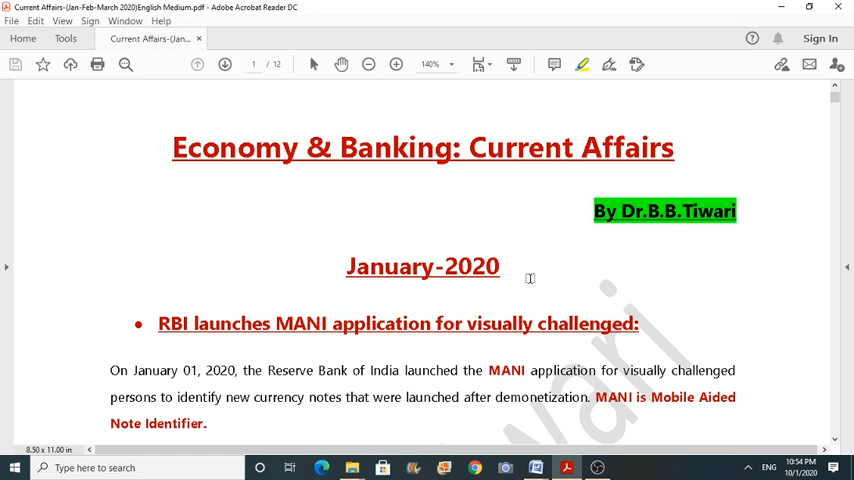 Current Affairs-(Jan-Feb-March 2020)English Medium.pdf - Adobe Acrobat Reader DC
File Edit View Sign Window Help
Home Tools Current Affairs-(Jan-... × Sign In
1 / 12 140%
Economy & Banking: Current Affairs
By Dr.B.B.Tiwari
January-2020
• RBI launches MANI application for visually challenged:
On January 01, 2020, the Reserve Bank of India launched the MANI application for visually challenged
persons to identify new currency notes that were launched after demonetization. MANI is Mobile Aided
Note Identifier.
8.50 x 11.00 in
Type here to search
ENG
10:54 PM
10/1/2020